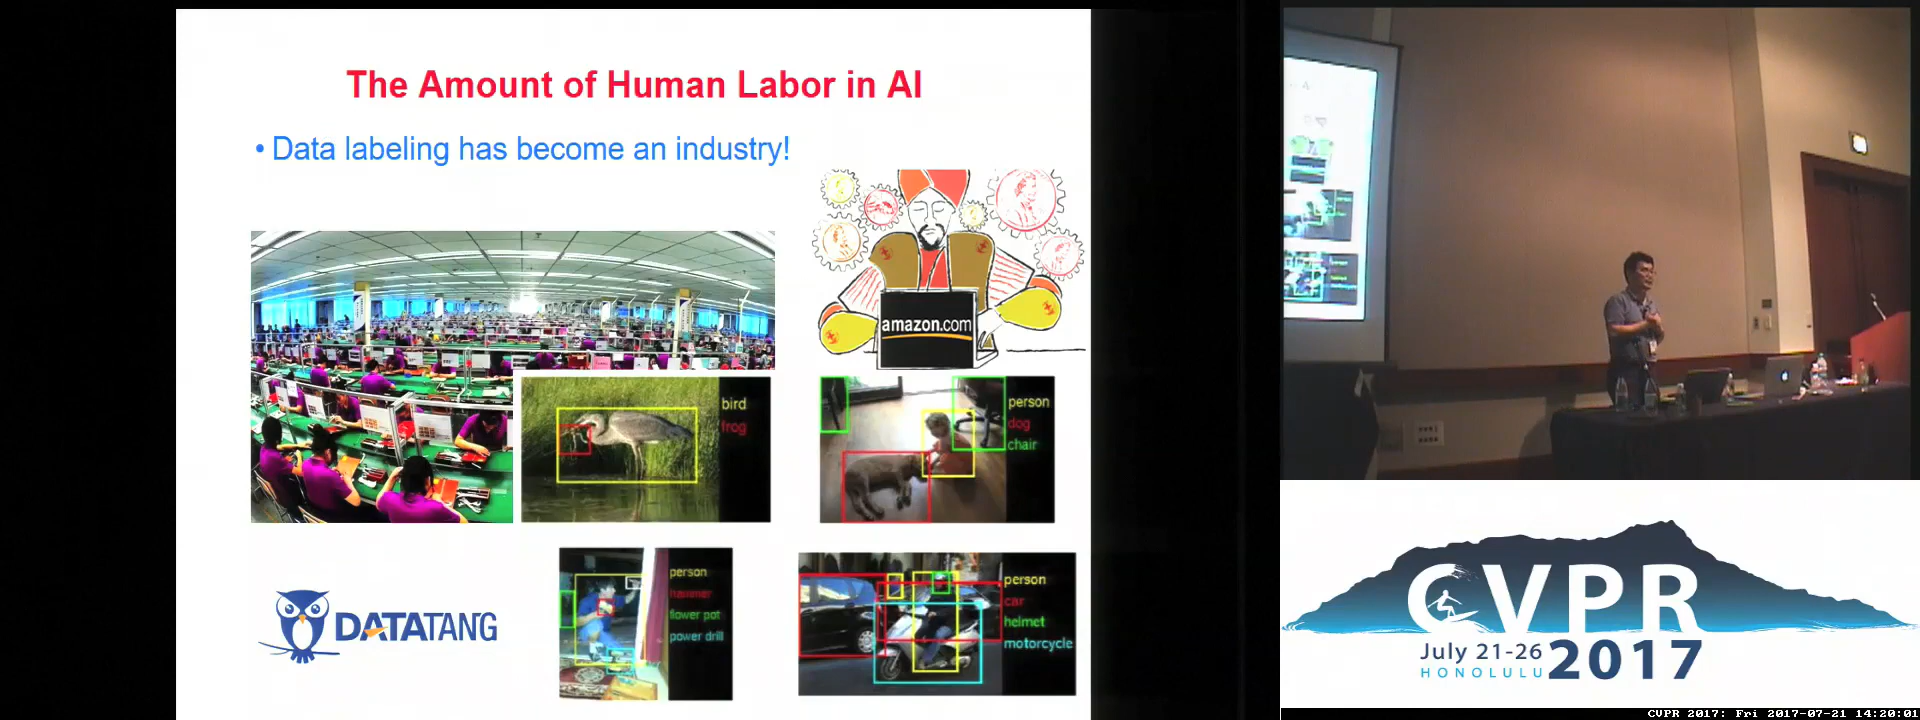 The Amount of Human Labor in AI
• Data labeling has become an industry!
amazon.com
bird
frog
person
dog
chair
DATATANG
person
hammer
flower pot
power drill
person
car
helmet
motorcycle
CVPR
July 21-26
HONOLULU
2017
CVPR 2017: Fri 2017-07-21 14:20:01